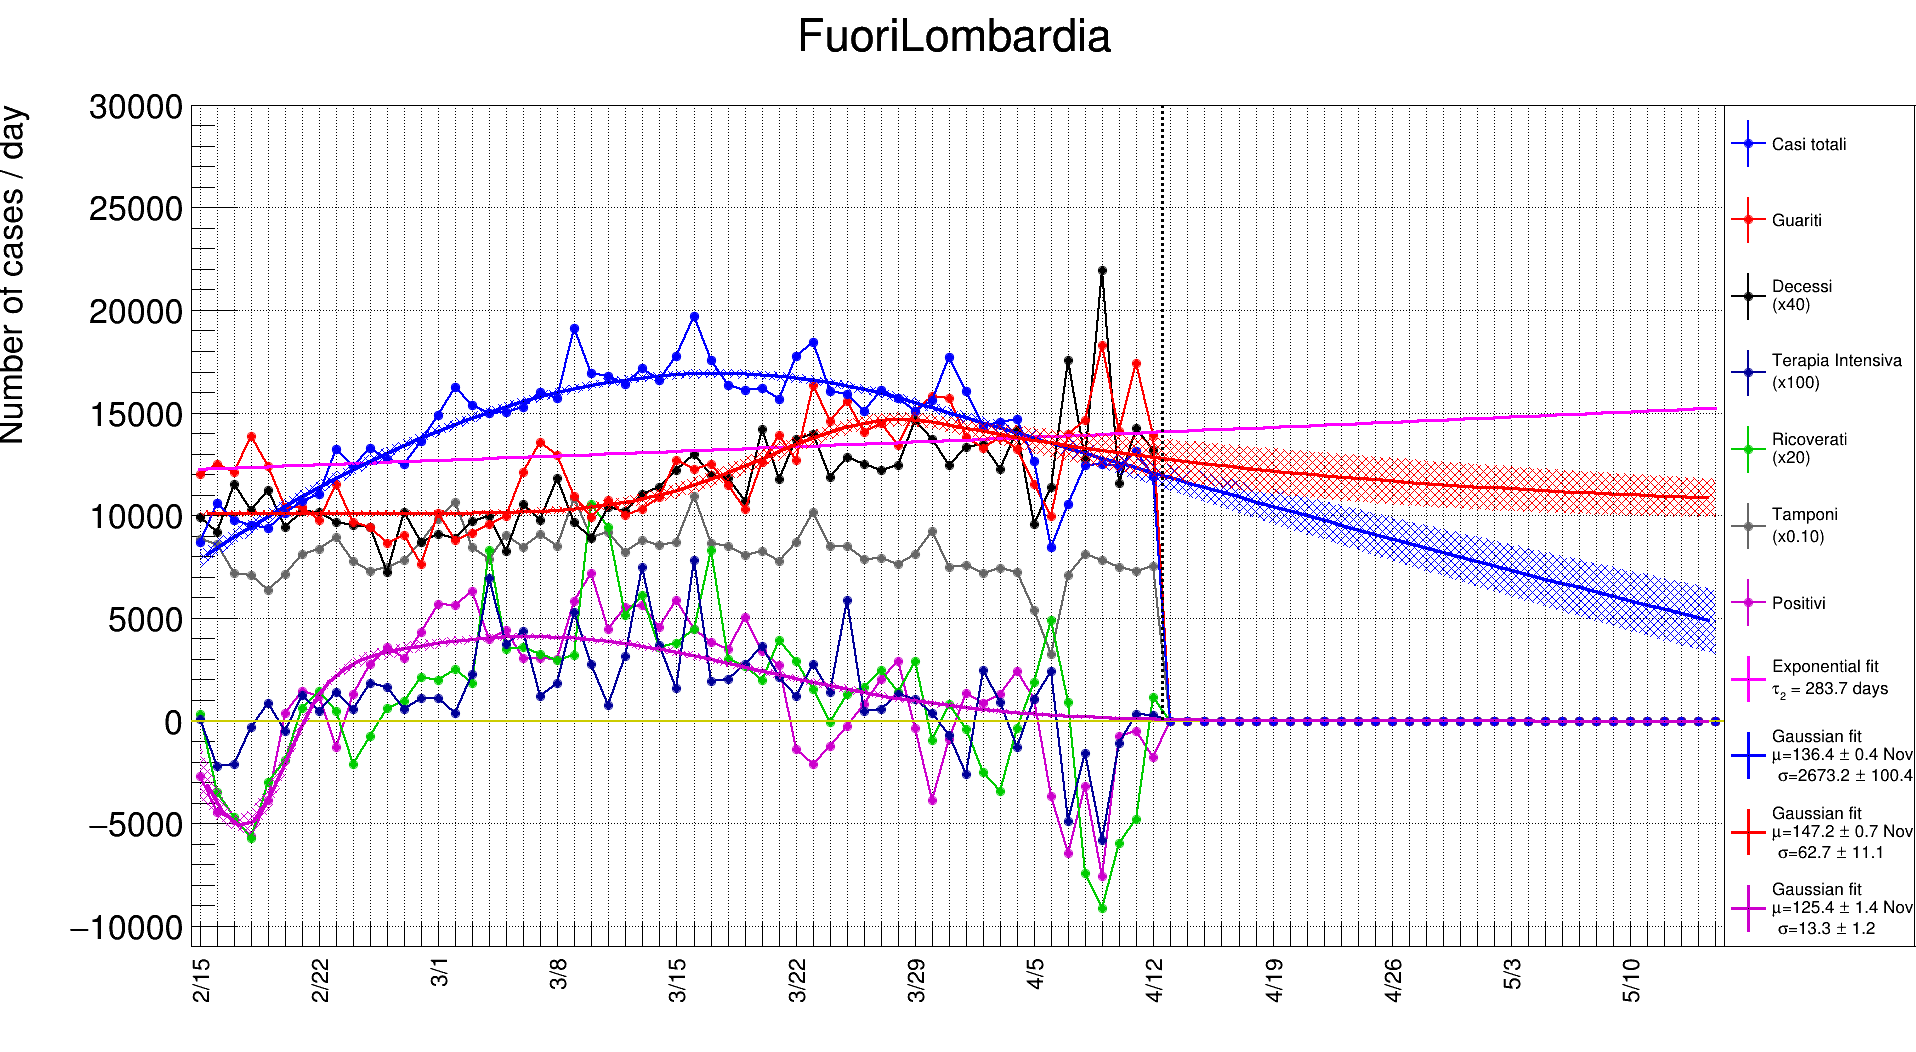 FuoriLombardia
Number of cases / day
30000
25000
20000
15000
10000
5000
0
−5000
−10000
2/15
2/22
3/1
3/8
3/15
3/22
3/29
4/5
4/12
4/19
4/26
5/3
5/10
Casi totali
Guariti
Decessi
(x40)
Terapia Intensiva
(x100)
Ricoverati
(x20)
Tamponi
(x0.10)
Positivi
Exponential fit
τ2 = 283.7 days
Gaussian fit
μ=136.4 ± 0.4 Nov
σ=2673.2 ± 100.4
Gaussian fit
μ=147.2 ± 0.7 Nov
σ=62.7 ± 11.1
Gaussian fit
μ=125.4 ± 1.4 Nov
σ=13.3 ± 1.2